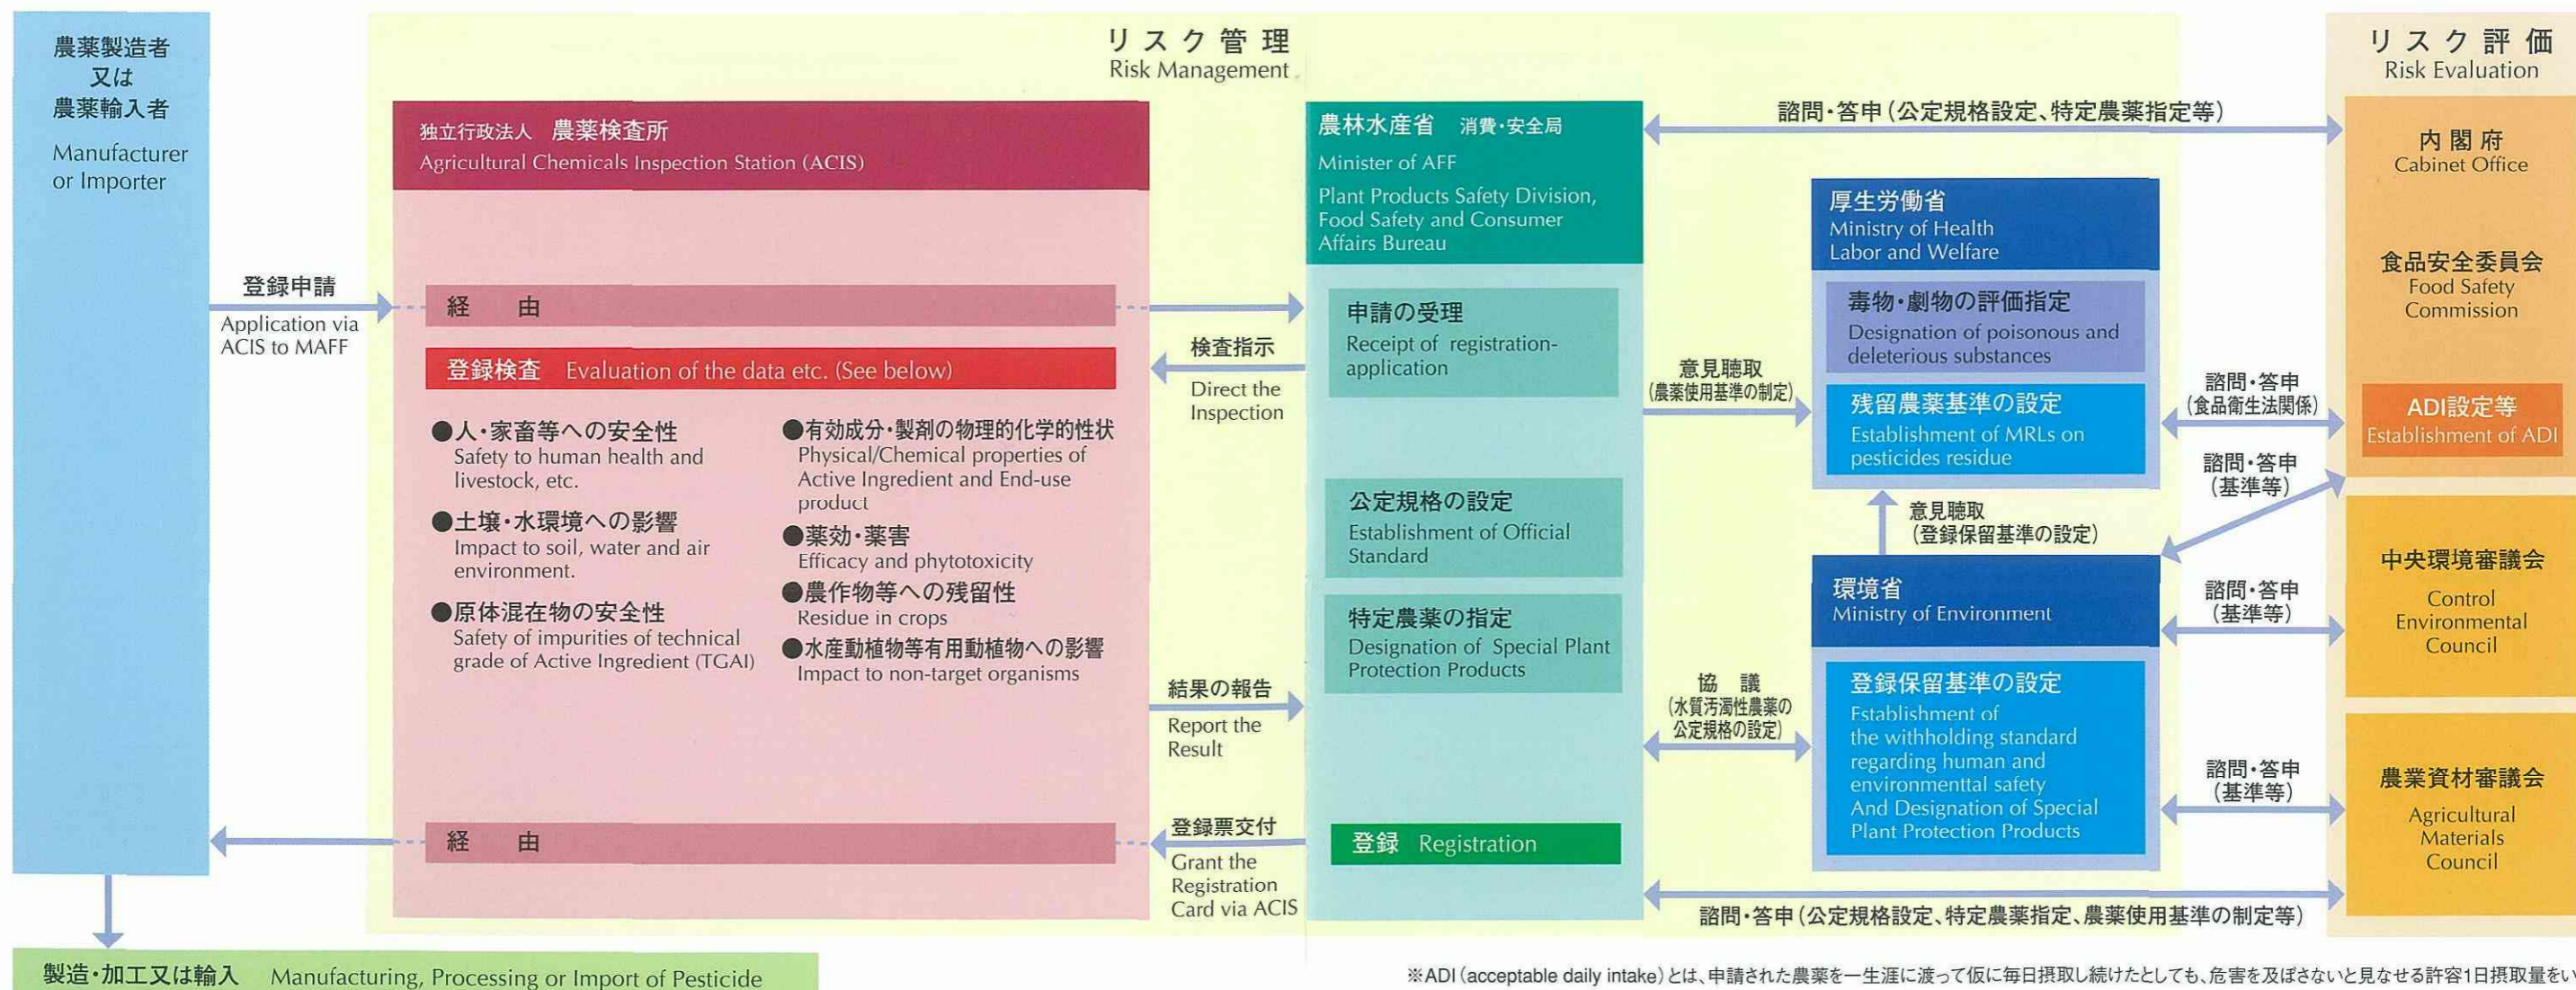 農薬製造者
又は
農薬輸入者
Manufacturer
or Importer
登録申請
Application via
ACIS to MAFF
リスク管理
Risk Management
独立行政法人 農薬検査所
Agricultural Chemicals Inspection Station (ACIS)
経 由
登録検査 Evaluation of the data etc. (See below)
●人・家畜等への安全性
Safety to human health and
livestock, etc.
●土壌・水環境への影響
Impact to soil, water and air
environment.
●原体混在物の安全性
Safety of impurities of technical
grade of Active Ingredient (TGAI)
●有効成分・製剤の物理的化学的性状
Physical/Chemical properties of
Active Ingredient and End-use
product
●薬効・薬害
Efficacy and phytotoxicity
●農作物等への残留性
Residue in crops
●水産動植物等有用動植物への影響
Impact to non-target organisms
経 由
検査指示
Direct the
Inspection
結果の報告
Report the
Result
登録票交付
Grant the
Registration
Card via ACIS
農林水産省 消費・安全局
Minister of AFF
Plant Products Safety Division,
Food Safety and Consumer
Affairs Bureau
申請の受理
Receipt of registration-
application
公定規格の設定
Establishment of Official
Standard
特定農薬の指定
Designation of Special Plant
Protection Products
登録 Registration
諮問・答申(公定規格設定、特定農薬指定等)
意見聴取
(農薬使用基準の制定)
協 議
(水質汚濁性農薬の
公定規格の設定)
厚生労働省
Ministry of Health
Labor and Welfare
毒物・劇物の評価指定
Designation of poisonous and
deleterious substances
残留農薬基準の設定
Establishment of MRLs on
pesticides residue
意見聴取
(登録保留基準の設定)
環境省
Ministry of Environment
登録保留基準の設定
Establishment of
the withholding standard
regarding human and
environmenttal safety
And Designation of Special
Plant Protection Products
諮問・答申
(食品衛生法関係)
諮問・答申
(基準等)
諮問・答申
(基準等)
諮問・答申
(基準等)
諮問・答申(公定規格設定、特定農薬指定、農薬使用基準の制定等)
リスク評価
Risk Evaluation
内閣府
Cabinet Office
食品安全委員会
Food Safety
Commission
ADI設定等
Establishment of ADI
中央環境審議会
Control
Environmental
Council
農業資材審議会
Agricultural
Materials
Council
製造・加工又は輸入 Manufacturing, Processing or Import of Pesticide
※ADI(acceptable daily intake)とは、申請された農薬を一生涯に渡って仮に毎日摂取し続けたとしても、危害を及ぼさないと見なせる許容1日摂取量をい